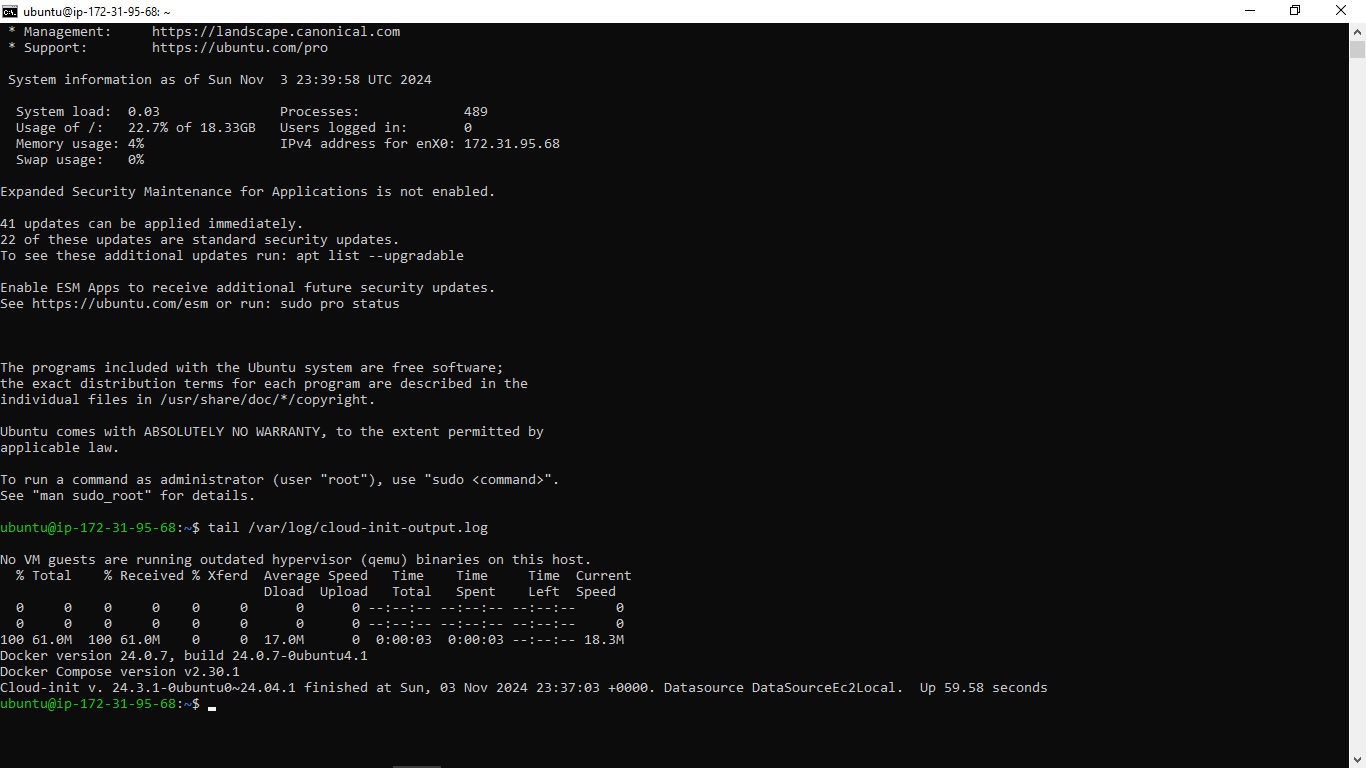 ubuntu@ip-172-31-95-68: ~
* Management:     https://landscape.canonical.com
* Support:        https://ubuntu.com/pro
System information as of Sun Nov  3 23:39:58 UTC 2024
System load:  0.03               Processes:             489
Usage of /:   22.7% of 18.33GB   Users logged in:       0
Memory usage: 4%                 IPv4 address for enX0: 172.31.95.68
Swap usage:   0%
Expanded Security Maintenance for Applications is not enabled.
41 updates can be applied immediately.
22 of these updates are standard security updates.
To see these additional updates run: apt list --upgradable
Enable ESM Apps to receive additional future security updates.
See https://ubuntu.com/esm or run: sudo pro status
The programs included with the Ubuntu system are free software;
the exact distribution terms for each program are described in the
individual files in /usr/share/doc/*/copyright.
Ubuntu comes with ABSOLUTELY NO WARRANTY, to the extent permitted by
applicable law.
To run a command as administrator (user "root"), use "sudo <command>".
See "man sudo_root" for details.
ubuntu@ip-172-31-95-68:~$ tail /var/log/cloud-init-output.log
No VM guests are running outdated hypervisor (qemu) binaries on this host.
  % Total    % Received % Xferd  Average Speed   Time    Time     Time  Current
                                 Dload  Upload   Total   Spent    Left  Speed
  0     0    0     0    0     0      0      0 --:--:-- --:--:-- --:--:--     0
  0     0    0     0    0     0      0      0 --:--:-- --:--:-- --:--:--     0
100 61.0M  100 61.0M    0     0  17.0M      0  0:00:03  0:00:03 --:--:-- 18.3M
Docker version 24.0.7, build 24.0.7-0ubuntu4.1
Docker Compose version v2.30.1
Cloud-init v. 24.3.1-0ubuntu0~24.04.1 finished at Sun, 03 Nov 2024 23:37:03 +0000. Datasource DataSourceEc2Local.  Up 59.58 seconds
ubuntu@ip-172-31-95-68:~$